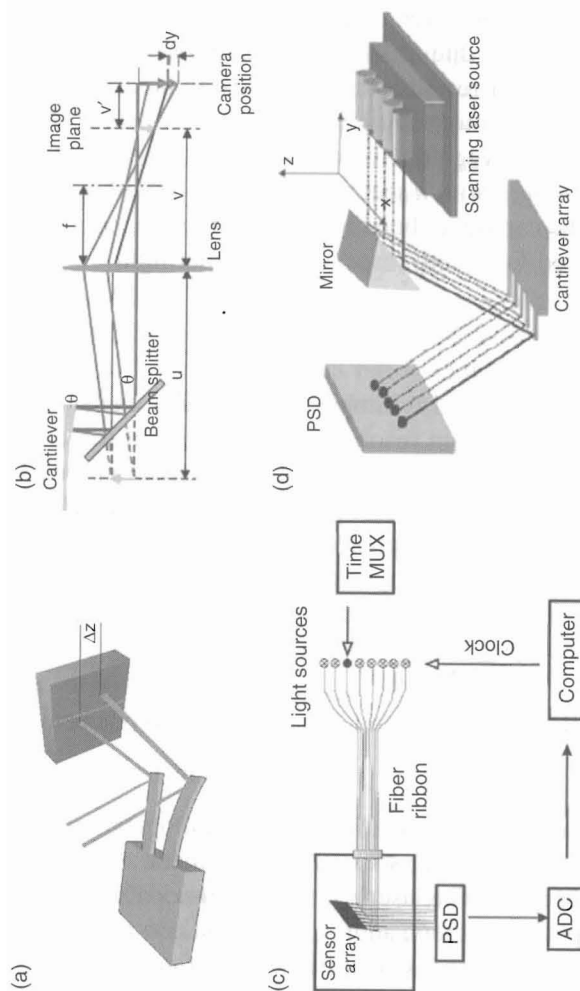 (a)
Δz
(b)
Cantilever
θ
θ
Beam splitter
u
Lens
f
v
Image
plane
v'
dy
Camera
position
(c)
Sensor
array
Fiber
ribbon
Light sources
Time
MUX
Clock
PSD
ADC
Computer
(d)
PSD
Mirror
z
y
x
Scanning laser source
Cantilever array